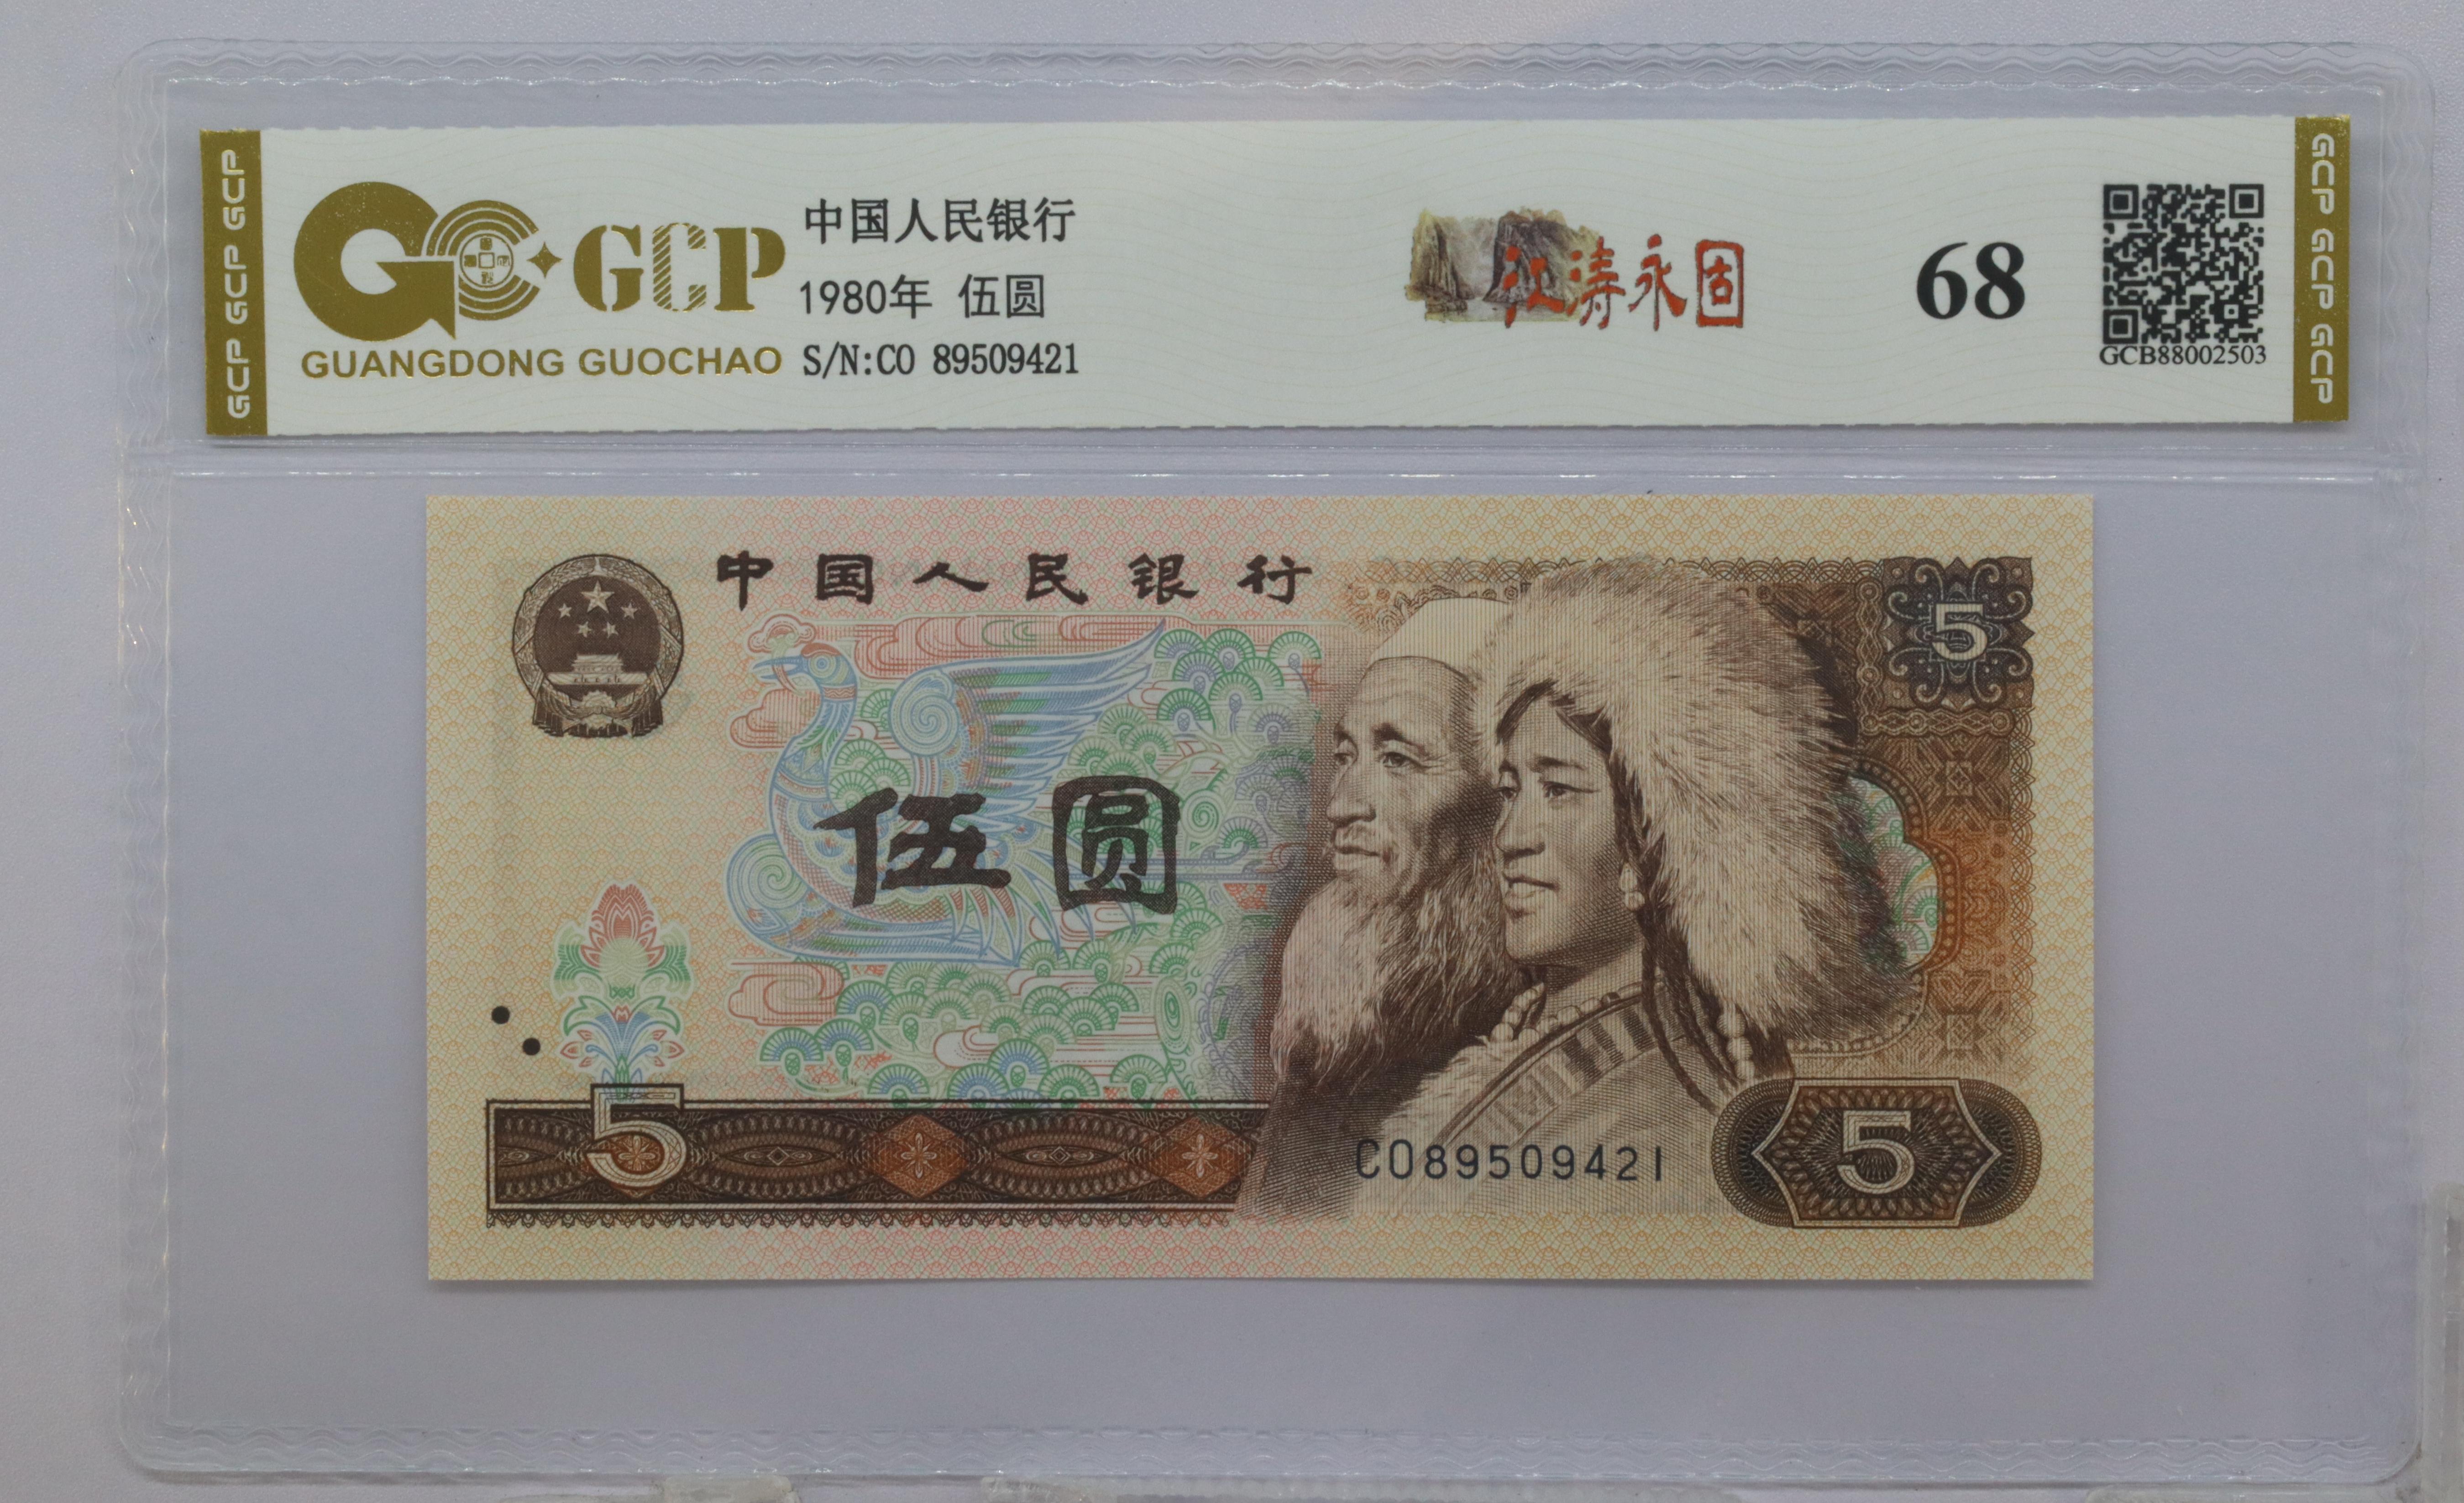 GCP GCP GCP
GCP
GUANGDONG GUOCHAO
中国人民银行
1980年 伍圆
S/N:CO 89509421
江涛永固
68
GCB88002503
GCP GCP GCP
中国人民银行
5
伍圆
5
CO89509421
5